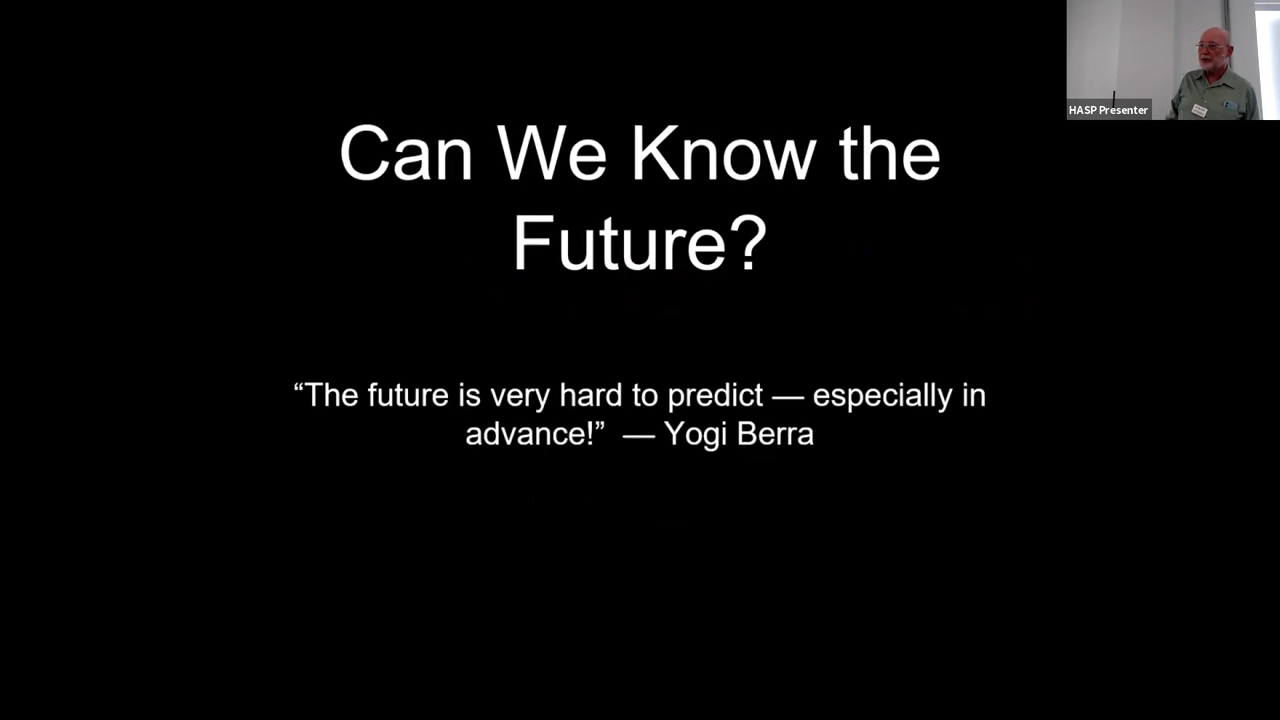 Can We Know the
Future?
“The future is very hard to predict — especially in
advance!” — Yogi Berra
HASP Presenter